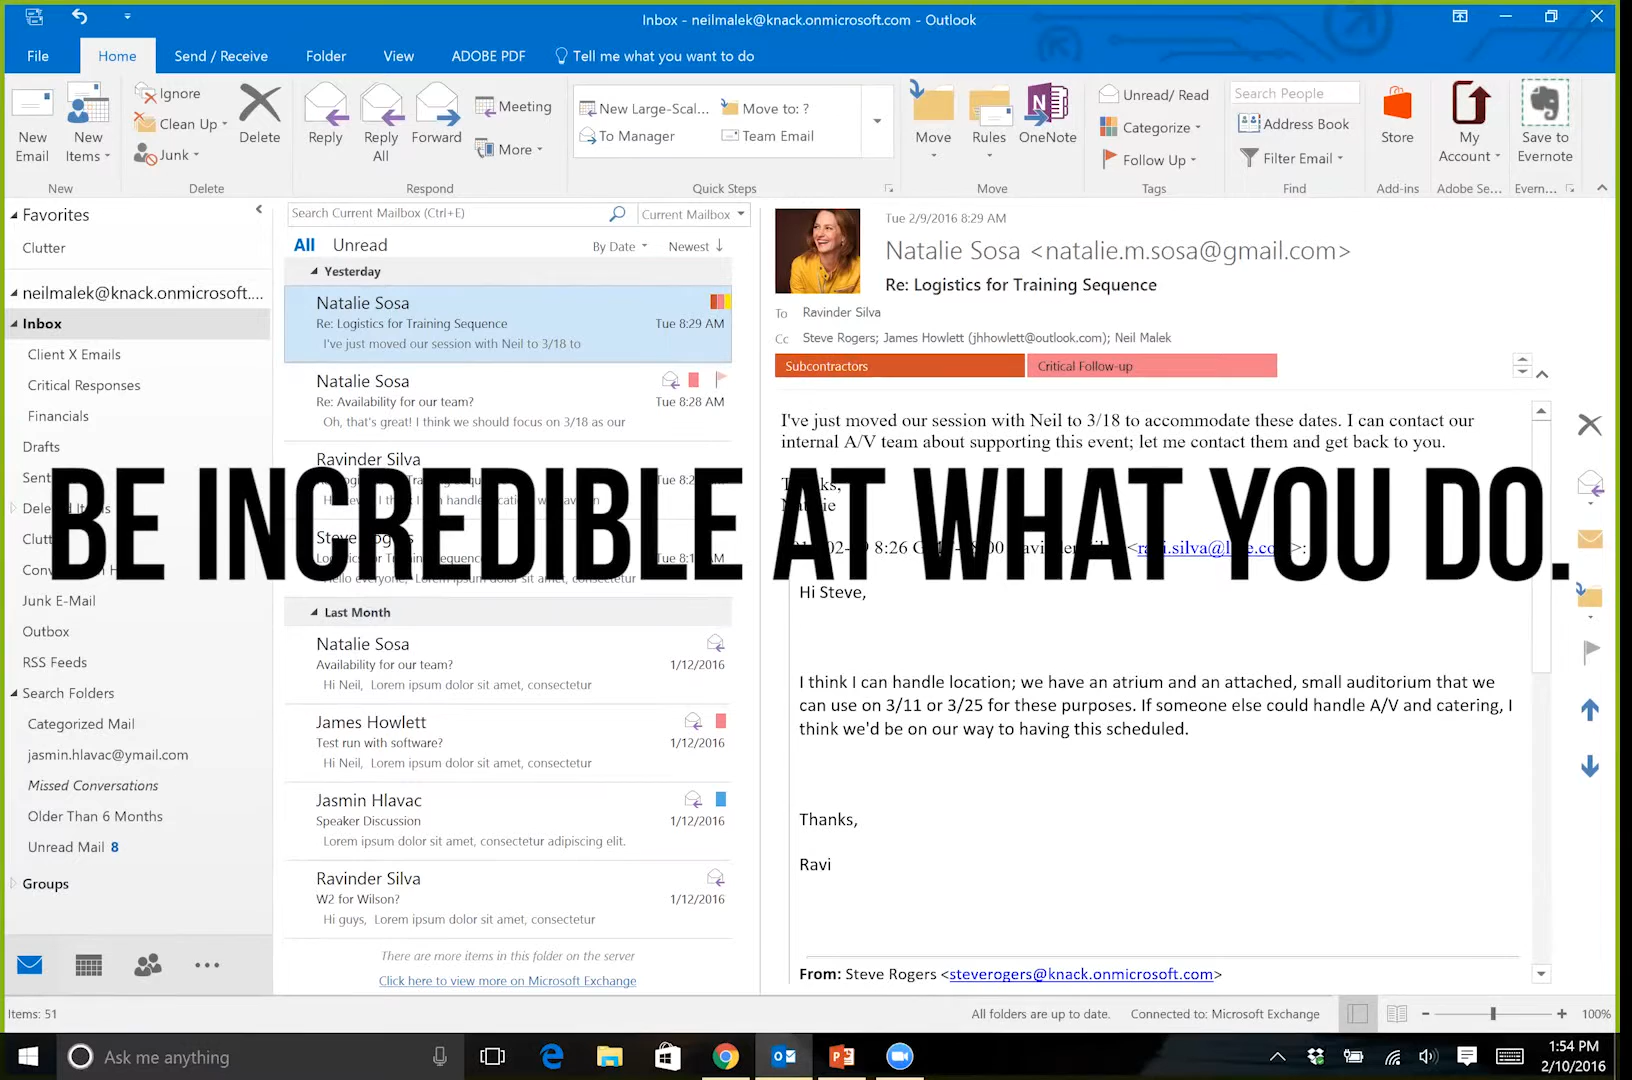 Inbox - neilmalek@knack.onmicrosoft.com - Outlook
File Home Send / Receive Folder View ADOBE PDF Tell me what you want to do
New Email
New Items
New
Ignore
Clean Up
Junk
Delete
Delete
Reply
Reply All
Forward
Meeting
More
Respond
New Large-Scal...
To Manager
Move to: ?
Team Email
Quick Steps
Move
Rules
OneNote
Move
Unread/ Read
Categorize
Follow Up
Tags
Search People
Address Book
Filter Email
Find
Store
Add-ins
My Account
Adobe Se...
Save to Evernote
Evern...
Favorites
Clutter
neilmalek@knack.onmicrosoft....
Inbox
Client X Emails
Critical Responses
Financials
Drafts
Sent
Junk E-Mail
Outbox
RSS Feeds
Search Folders
Categorized Mail
jasmin.hlavac@ymail.com
Missed Conversations
Older Than 6 Months
Unread Mail 8
Groups
Search Current Mailbox (Ctrl+E) Current Mailbox
All Unread By Date Newest
Yesterday
Natalie Sosa
Re: Logistics for Training Sequence Tue 8:29 AM
I've just moved our session with Neil to 3/18 to
Natalie Sosa
Re: Availability for our team? Tue 8:28 AM
Oh, that's great! I think we should focus on 3/18 as our
Ravinder Silva
BE INCREDIBLE AT WHAT YOU DO.
Last Month
Natalie Sosa
Availability for our team? 1/12/2016
Hi Neil, Lorem ipsum dolor sit amet, consectetur
James Howlett
Test run with software? 1/12/2016
Hi Neil, Lorem ipsum dolor sit amet, consectetur
Jasmin Hlavac
Speaker Discussion 1/12/2016
Lorem ipsum dolor sit amet, consectetur adipiscing elit.
Ravinder Silva
W2 for Wilson? 1/12/2016
Hi guys, Lorem ipsum dolor sit amet, consectetur
There are more items in this folder on the server
Click here to view more on Microsoft Exchange
Tue 2/9/2016 8:29 AM
Natalie Sosa <natalie.m.sosa@gmail.com>
Re: Logistics for Training Sequence
To Ravinder Silva
Cc Steve Rogers; James Howlett (jhhowlett@outlook.com); Neil Malek
Subcontractors Critical Follow-up
I've just moved our session with Neil to 3/18 to accommodate these dates. I can contact our
internal A/V team about supporting this event; let me contact them and get back to you.
Hi Steve,
I think I can handle location; we have an atrium and an attached, small auditorium that we
can use on 3/11 or 3/25 for these purposes. If someone else could handle A/V and catering, I
think we'd be on our way to having this scheduled.
Thanks,
Ravi
From: Steve Rogers <steverogers@knack.onmicrosoft.com>
Items: 51 All folders are up to date. Connected to: Microsoft Exchange 100%
Ask me anything
1:54 PM
2/10/2016